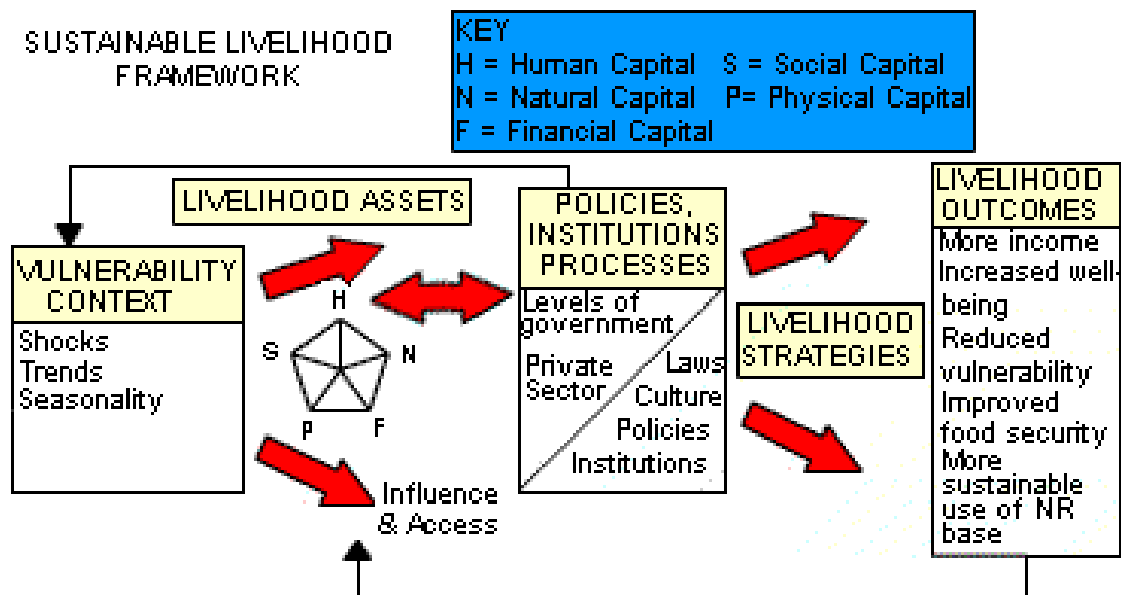 SUSTAINABLE LIVELIHOOD
FRAMEWORK
KEY
H = Human Capital S = Social Capital
N = Natural Capital P= Physical Capital
F = Financial Capital
LIVELIHOOD ASSETS
VULNERABILITY
CONTEXT
Shocks
Trends
Seasonality
H
S
N
P
F
Influence
& Access
POLICIES,
INSTITUTIONS
PROCESSES
Levels of
government
Private
Sector
Laws
Culture
Policies
Institutions
LIVELIHOOD
STRATEGIES
LIVELIHOOD
OUTCOMES
More income
Increased well-
being
Reduced
vulnerability
Improved
food security
More
sustainable
use of NR
base